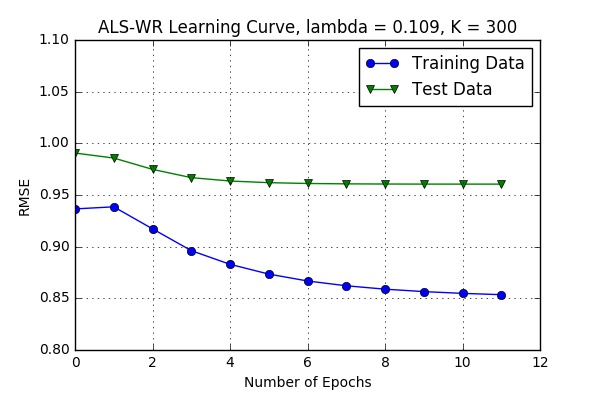 ALS-WR Learning Curve, lambda = 0.109, K = 300
Training Data
Test Data
1.10
1.05
1.00
0.95
0.90
0.85
0.80
RMSE
0 2 4 6 8 10 12
Number of Epochs